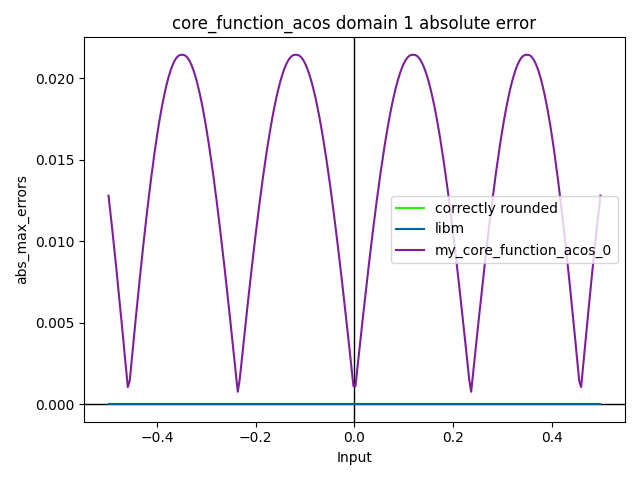 core_function_acos domain 1 absolute error
abs_max_errors
0.020
0.015
0.010
0.005
0.000
correctly rounded
libm
my_core_function_acos_0
−0.4
−0.2
0.0
0.2
0.4
Input